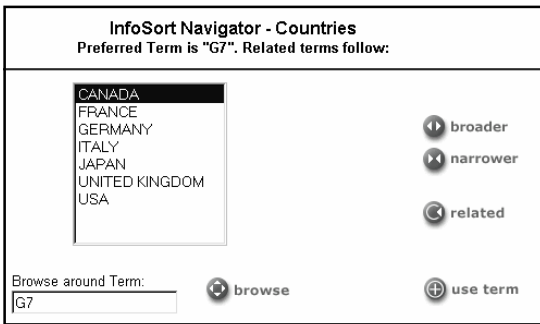 InfoSort Navigator - Countries
Preferred Term is "G7". Related terms follow:
CANADA
FRANCE
GERMANY
ITALY
JAPAN
UNITED KINGDOM
USA
broader
narrower
related
Browse around Term:
G7
browse
use term